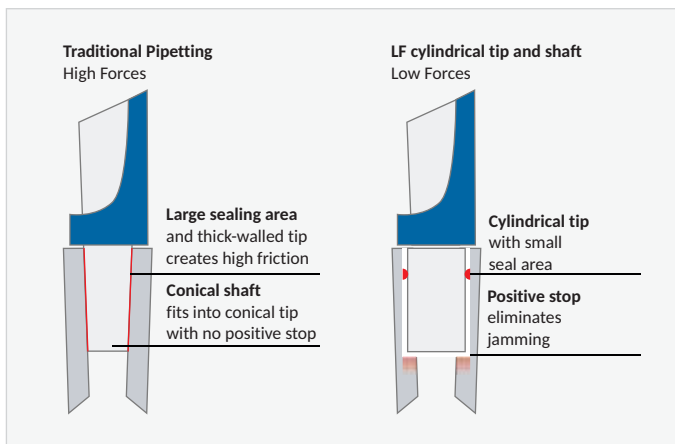 Traditional Pipetting
High Forces
Large sealing area
and thick-walled tip
creates high friction
Conical shaft
fits into conical tip
with no positive stop
LF cylindrical tip and shaft
Low Forces
Cylindrical tip
with small
seal area
Positive stop
eliminates
jamming